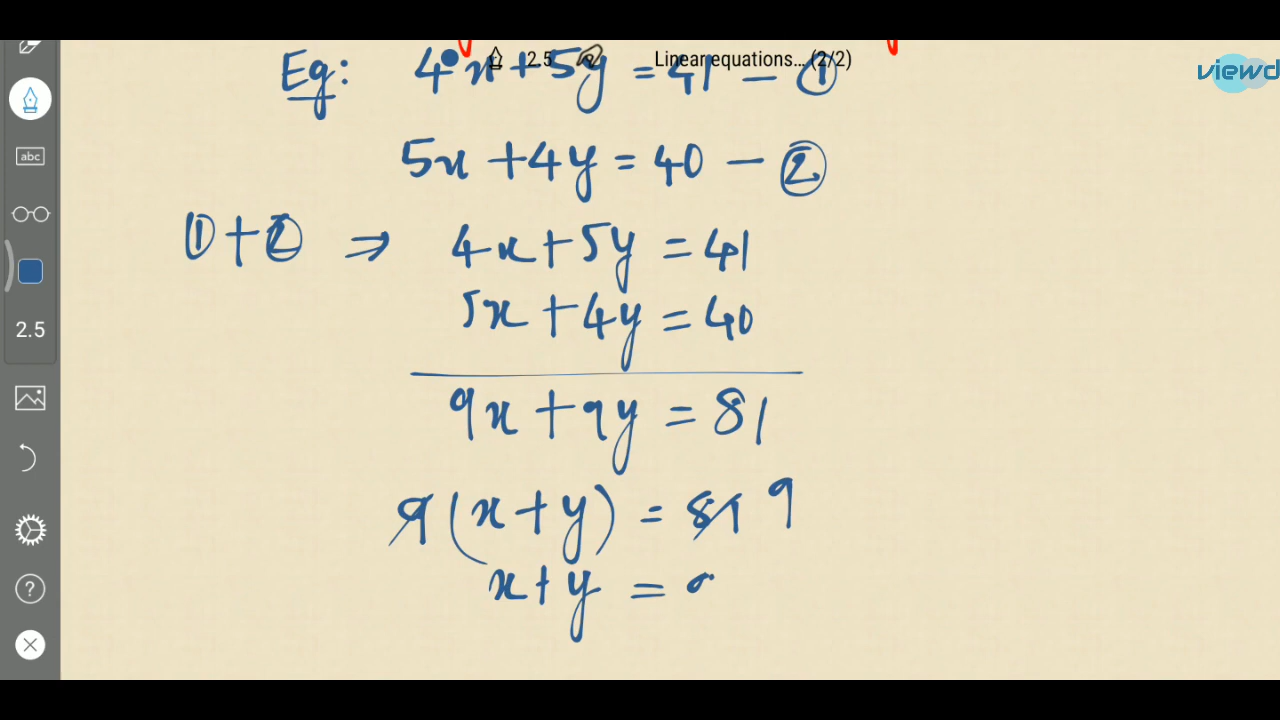 2.5 Linear equations… (2/2)
viewd
Eg: 4x+5y = 41 – ①
abc
5x +4y = 40 – ②
①+② ⇒ 4x+5y = 41
5x +4y = 40
2.5
9x +9y = 81
9(x+y) = 81 9
?
x+y =